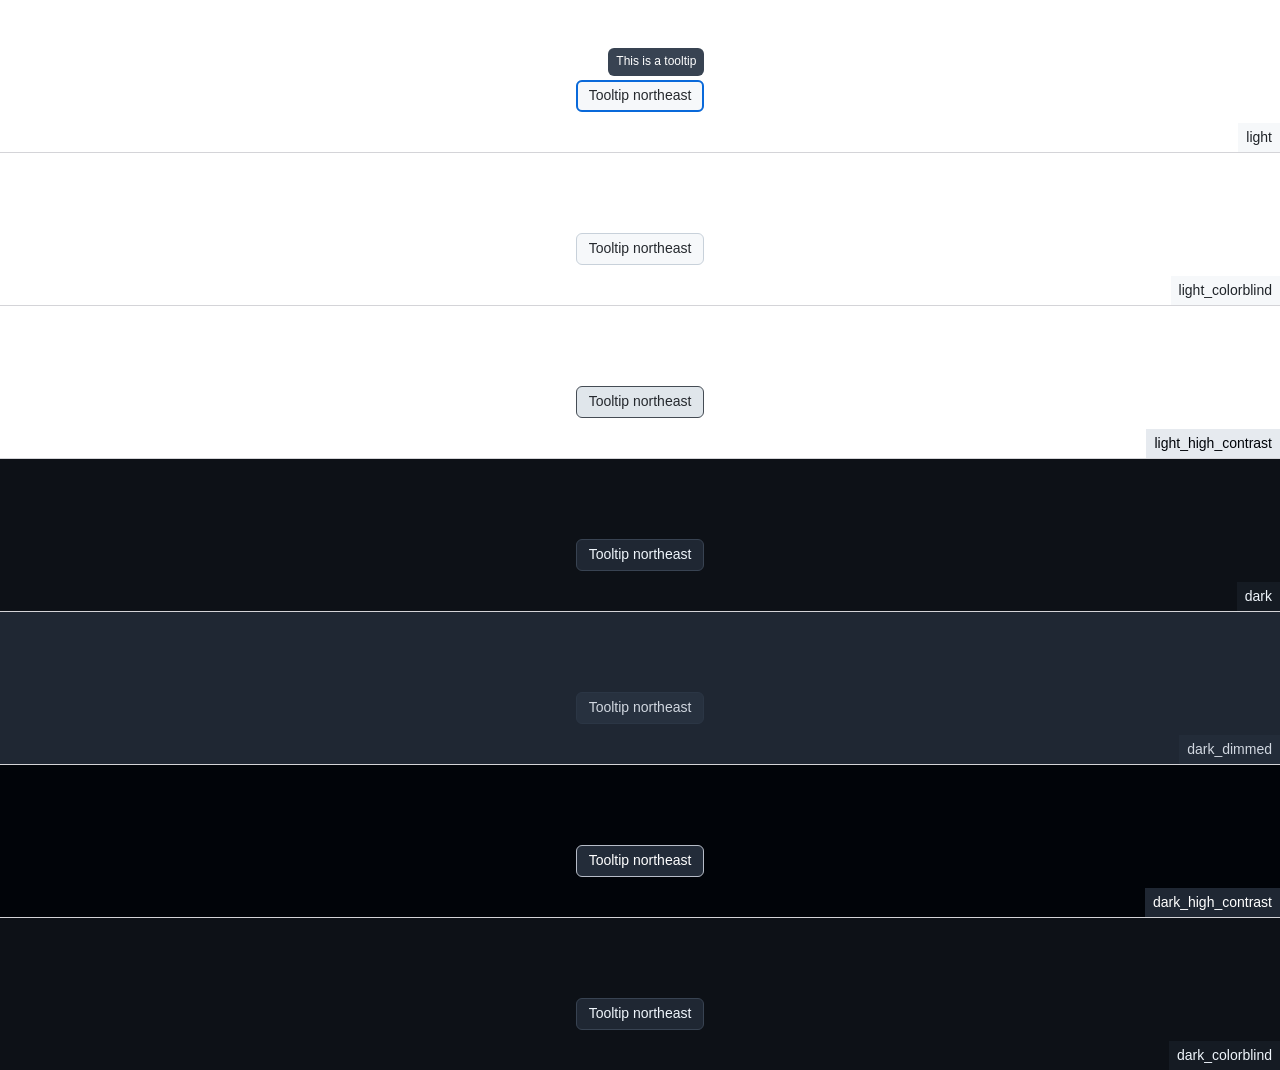 This is a tooltip
Tooltip northeast
light
Tooltip northeast
light_colorblind
Tooltip northeast
light_high_contrast
Tooltip northeast
dark
Tooltip northeast
dark_dimmed
Tooltip northeast
dark_high_contrast
Tooltip northeast
dark_colorblind